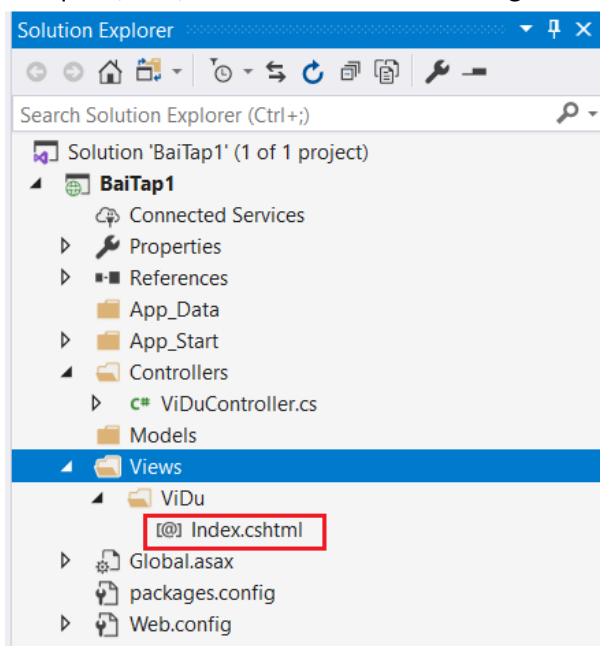 Solution Explorer
Search Solution Explorer (Ctrl+;)
Solution 'BaiTap1' (1 of 1 project)
BaiTap1
Connected Services
Properties
References
App_Data
App_Start
Controllers
C# ViDuController.cs
Models
Views
ViDu
[@] Index.cshtml
Global.asax
packages.config
Web.config